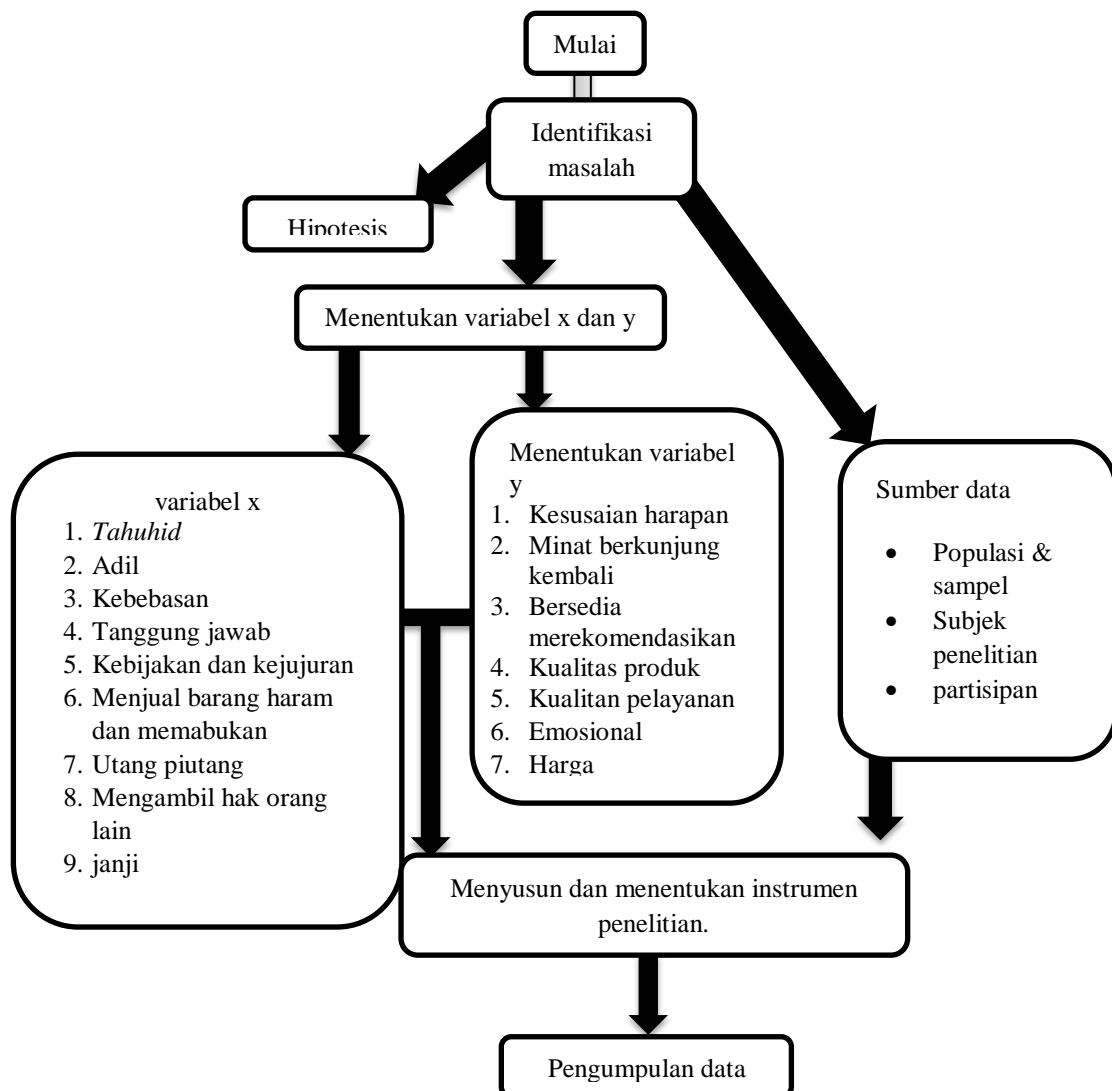 Mulai
Identifikasi
masalah
Hipotesis
Menentukan variabel x dan y
variabel x
1. Tahuhid
2. Adil
3. Kebebasan
4. Tanggung jawab
5. Kebijakan dan kejujuran
6. Menjual barang haram
dan memabukan
7. Utang piutang
8. Mengambil hak orang
lain
9. janji
Menentukan variabel
y
1. Kesusaian harapan
2. Minat berkunjung
kembali
3. Bersedia
merekomendasikan
4. Kualitas produk
5. Kualitan pelayanan
6. Emosional
7. Harga
Sumber data
• Populasi &
sampel
• Subjek
penelitian
• partisipan
Menyusun dan menentukan instrumen
penelitian.
Pengumpulan data